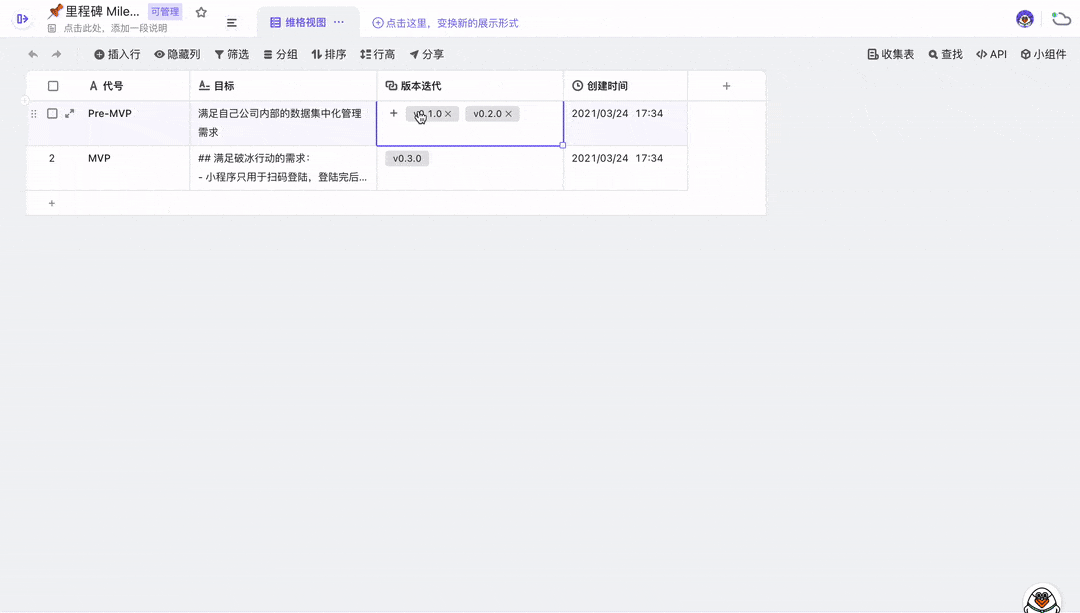 里程碑 Mile...
可管理
点击此处，添加一段说明
维格视图
点击这里，变换新的展示形式
插入行
隐藏列
筛选
分组
排序
行高
分享
收集表
查找
API
小组件
代号
目标
版本迭代
创建时间
Pre-MVP
满足自己公司内部的数据集中化管理
需求
v0.1.0
v0.2.0
2021/03/24 17:34
2
MVP
## 满足破冰行动的需求：
- 小程序只用于扫码登陆，登陆完后...
v0.3.0
2021/03/24 17:34